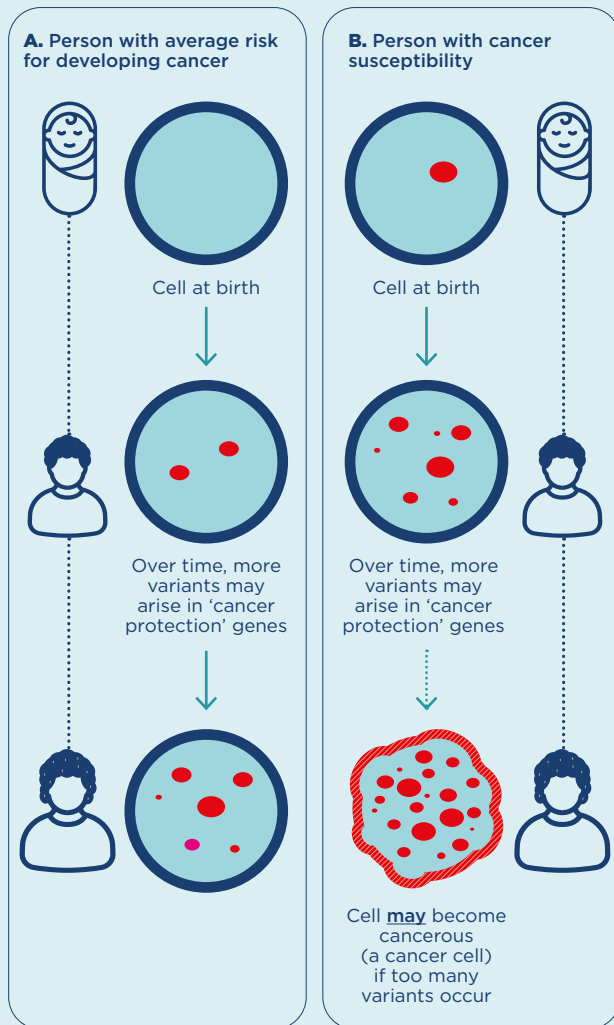 A. Person with average risk
for developing cancer
Cell at birth
Over time, more
variants may
arise in ‘cancer
protection’ genes
B. Person with cancer
susceptibility
Cell at birth
Over time, more
variants may
arise in ‘cancer
protection’ genes
Cell may become
cancerous
(a cancer cell)
if too many
variants occur